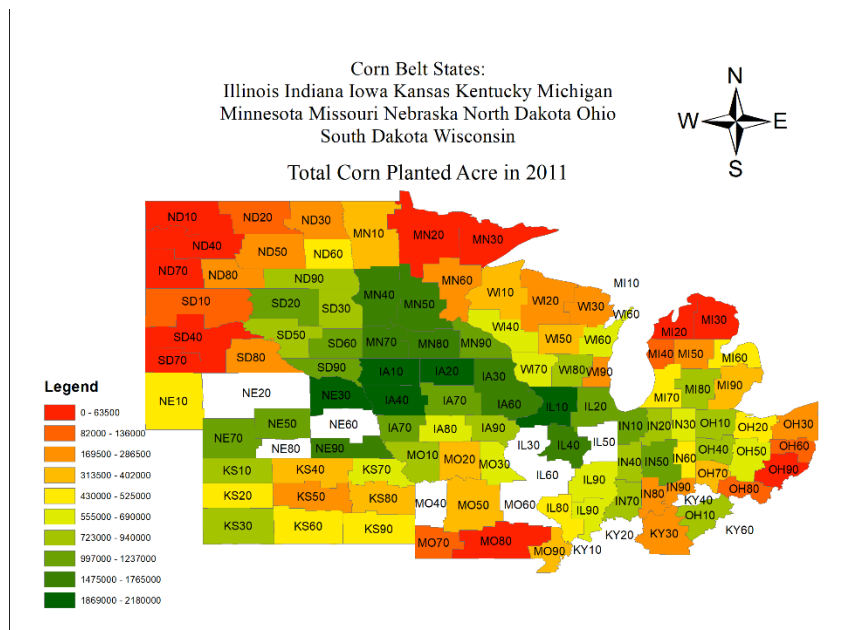 Corn Belt States:
Illinois Indiana Iowa Kansas Kentucky Michigan
Minnesota Missouri Nebraska North Dakota Ohio
South Dakota Wisconsin
Total Corn Planted Acre in 2011
N
W E
S
ND10 ND20 ND30 MN10 MN20 MN30
ND40 ND50 ND60
ND70 ND80 ND90 MN40 MN50 MN60 WI10 WI20 WI30 MI10
SD10 SD20 SD30 WI40 WI60 WI60 MI20 MI30
SD40 SD50 SD60 MN70 MN80 MN90 WI50 MI40 MI50 MI60
SD70 SD80 SD90 IA10 IA20 IA30 WI70 WI80 WI90 MI70 MI80 MI90
NE10 NE20 NE30 IA40 IA70 IA60 IL10 IL20
NE70 NE50 NE60 IA70 IA80 IA90 IL30 IL40 IL50 IN10 IN20 IN30 OH10 OH20 OH30
NE80 NE90 MO10 MO20 MO30 IL60 IN40 IN50 IN60 OH40 OH50 OH60
KS10 KS40 KS70 IL90 OH70 OH90
KS20 KS50 KS80 MO40 MO50 MO60 IL80 IL90 IN70 IN80 IN90 KY40 OH80
KS30 KS60 KS90 MO70 MO80 MO90 KY10 KY20 KY30 OH10 KY60
Legend
0 - 63500
82000 - 136000
169500 - 286500
313500 - 402000
430000 - 525000
555000 - 690000
723000 - 940000
997000 - 1237000
1475000 - 1765000
1869000 - 2180000